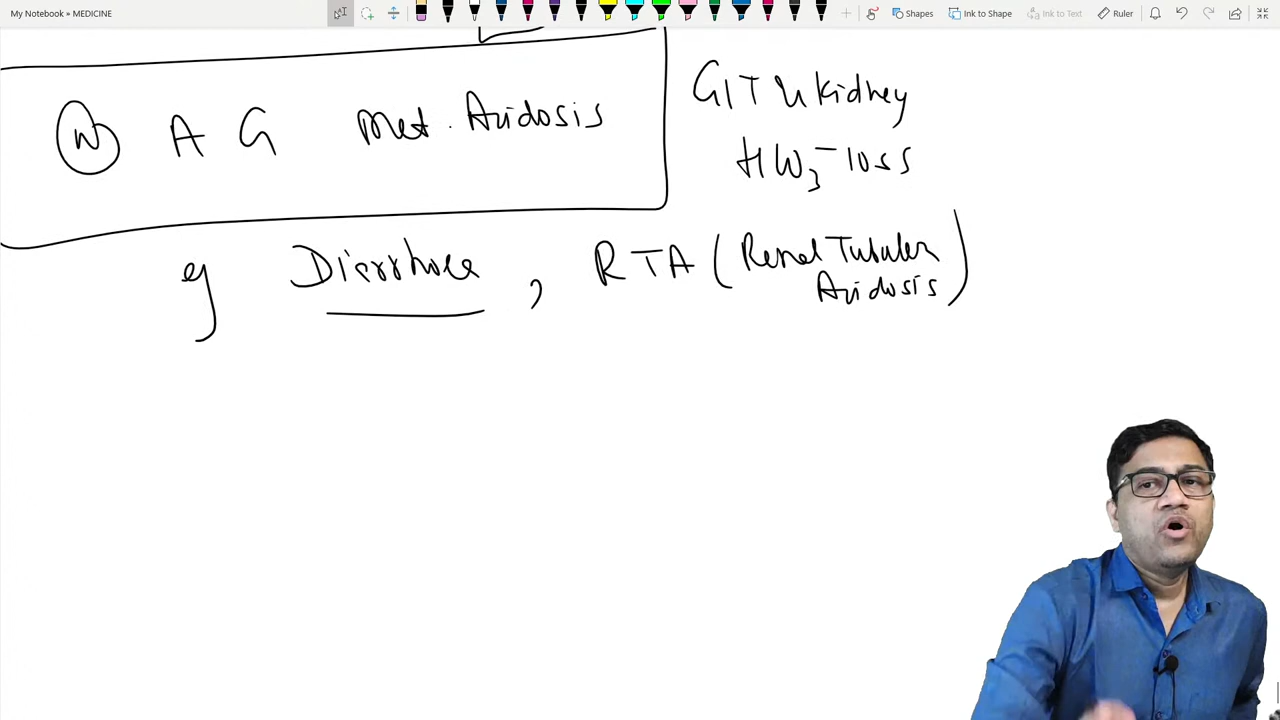 My Notebook » MEDICINE
Shapes Ink to Shape Ink to Text Ruler
(N) A G Met. Acidosis
GIT kidney
HCO3- loss
eg Diarrhoea , RTA (Renal Tubular
Acidosis)